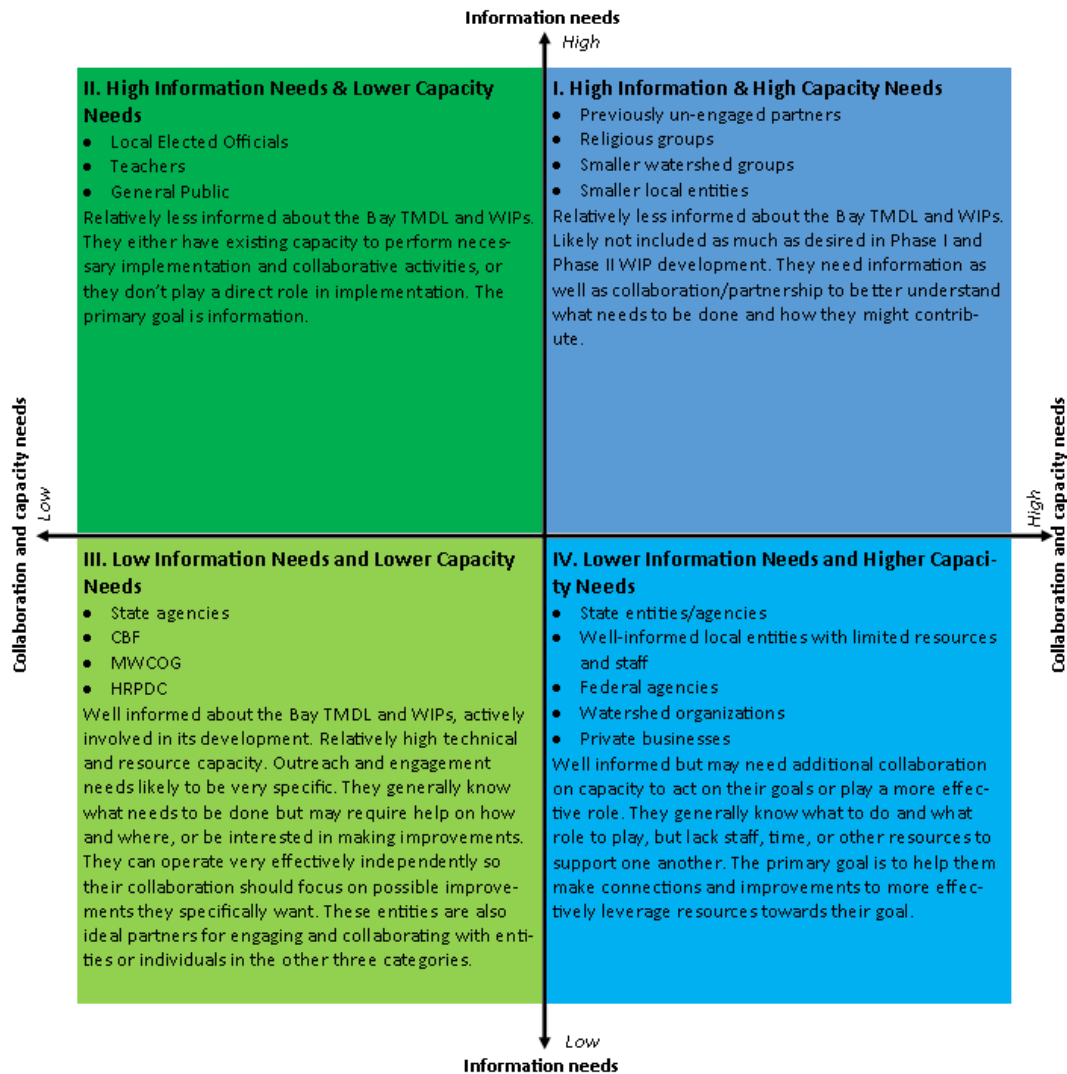 Information needs
High
II. High Information Needs & Lower Capacity
Needs
● Local Elected Officials
● Teachers
● General Public
Relatively less informed about the Bay TMDL and WIPs.
They either have existing capacity to perform neces-
sary implementation and collaborative activities, or
they don't play a direct role in implementation. The
primary goal is information.
I. High Information & High Capacity Needs
● Previously un-engaged partners
● Religious groups
● Smaller watershed groups
● Smaller local entities
Relatively less informed about the Bay TMDL and WIPs.
Likely not included as much as desired in Phase I and
Phase II WIP development. They need information as
well as collaboration/partnership to better understand
what needs to be done and how they might contrib-
ute.
Collaboration and capacity needs
Low
High
Collaboration and capacity needs
III. Low Information Needs and Lower Capacity
Needs
● State agencies
● CBF
● MWCOG
● HRPDC
Well informed about the Bay TMDL and WIPs, actively
involved in its development. Relatively high technical
and resource capacity. Outreach and engagement
needs likely to be very specific. They generally know
what needs to be done but may require help on how
and where, or be interested in making improvements.
They can operate very effectively independently so
their collaboration should focus on possible improve-
ments they specifically want. These entities are also
ideal partners for engaging and collaborating with enti-
ties or individuals in the other three categories.
IV. Lower Information Needs and Higher Capaci-
ty Needs
● State entities/agencies
● Well-informed local entities with limited resources
and staff
● Federal agencies
● Watershed organizations
● Private businesses
Well informed but may need additional collaboration
on capacity to act on their goals or play a more effec-
tive role. They generally know what to do and what
role to play, but lack staff, time, or other resources to
support one another. The primary goal is to help them
make connections and improvements to more effec-
tively leverage resources towards their goal.
Low
Information needs